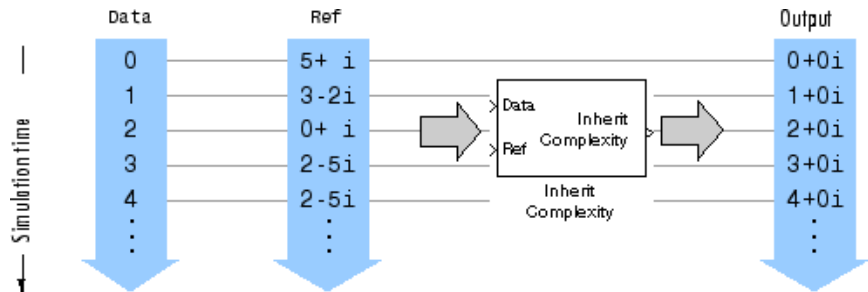 Data Ref Output
0 5+ i 0+0i
1 3-2i 1+0i
2 0+ i 2+0i
3 2-5i 3+0i
4 2-5i 4+0i
Data
Ref
Inherit
Complexity
Inherit
Complexity
Simulation time